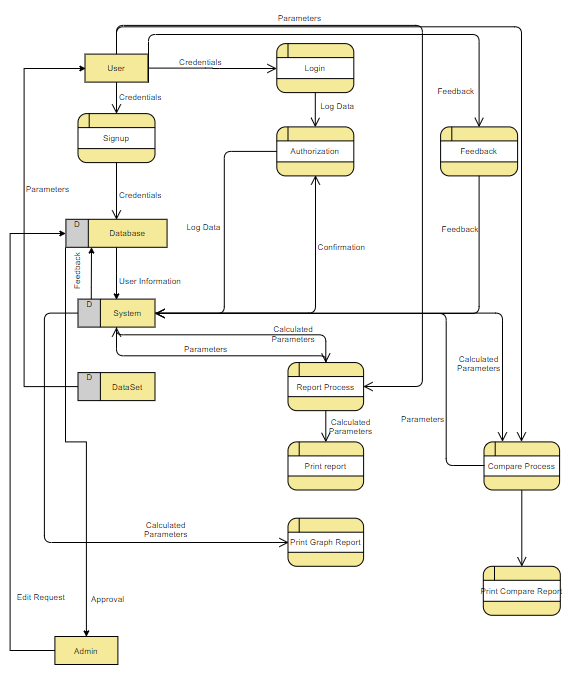 Parameters
User
Credentials
Login
Feedback
Credentials
Log Data
Signup
Authorization
Feedback
Parameters
Credentials
D
Database
Log Data
Feedback
Confirmation
Feedback
User Information
D
System
Calculated
Parameters
Parameters
Calculated
Parameters
D
DataSet
Report Process
Calculated
Parameters
Parameters
Print report
Compare Process
Calculated
Parameters
Print Graph Report
Print Compare Report
Edit Request
Approval
Admin